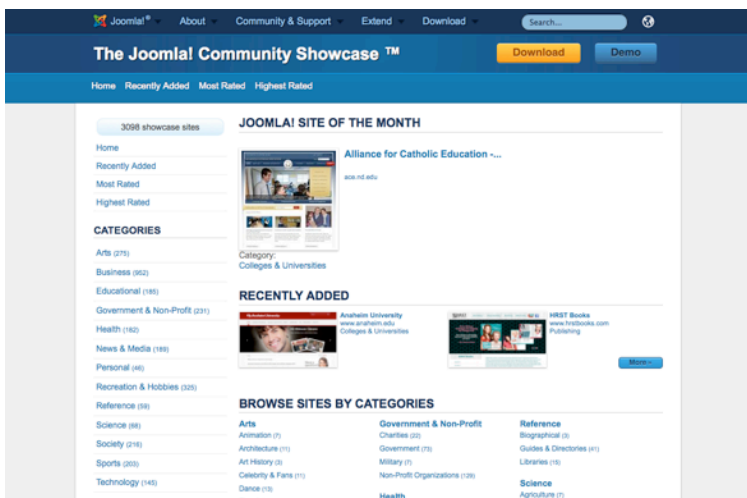 Joomla!® About Community & Support Extend Download Search...
The Joomla! Community Showcase ™ Download Demo
Home Recently Added Most Rated Highest Rated
3098 showcase sites
Home
Recently Added
Most Rated
Highest Rated
CATEGORIES
Arts (275)
Business (952)
Educational (185)
Government & Non-Profit (231)
Health (182)
News & Media (189)
Personal (46)
Recreation & Hobbies (325)
Reference (59)
Science (66)
Society (216)
Sports (203)
Technology (145)
JOOMLA! SITE OF THE MONTH
Alliance for Catholic Education -...
ace.nd.edu
Category:
Colleges & Universities
RECENTLY ADDED
Anaheim University
www.anaheim.edu
Colleges & Universities
HRST Books
www.hrstbooks.com
Publishing
More
BROWSE SITES BY CATEGORIES
Arts
Animation (7)
Architecture (11)
Art History (3)
Celebrity & Fans (11)
Dance (13)
Government & Non-Profit
Charities (22)
Government (73)
Military (7)
Non-Profit Organizations (129)
Health
Reference
Biographical (3)
Guides & Directories (41)
Libraries (15)
Science
Agriculture (7)